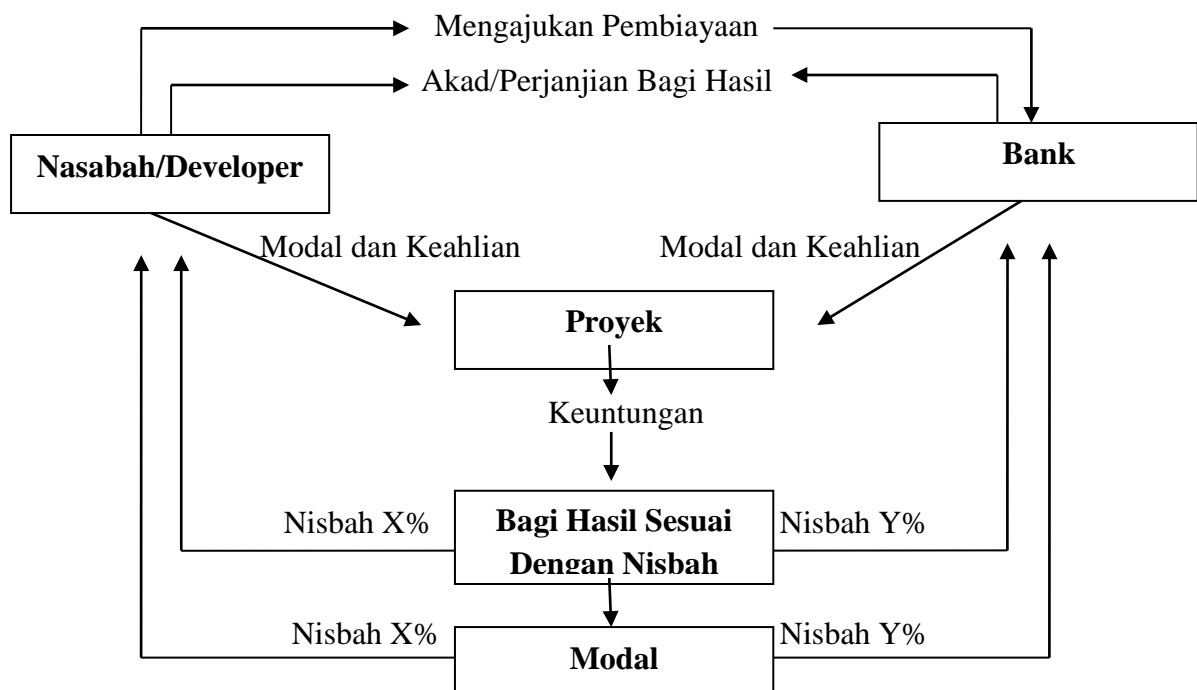 Mengajukan Pembiayaan
Akad/Perjanjian Bagi Hasil
Nasabah/Developer
Bank
Modal dan Keahlian
Modal dan Keahlian
Proyek
Keuntungan
Nisbah X%
Bagi Hasil Sesuai
Dengan Nisbah
Nisbah Y%
Nisbah X%
Modal
Nisbah Y%